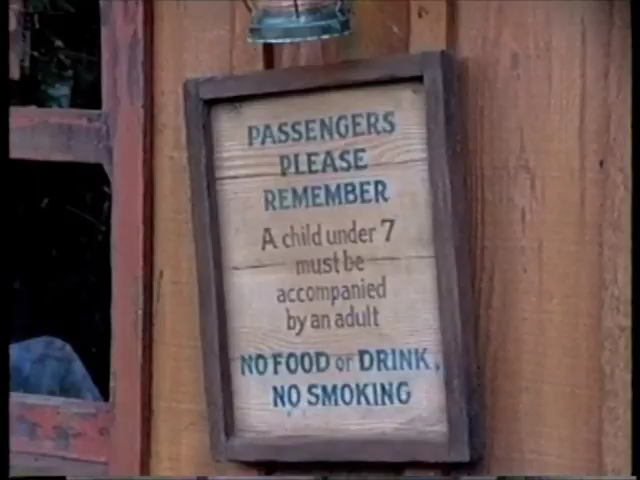 PASSENGERS
PLEASE
REMEMBER
A child under 7
must be
accompanied
by an adult
NO FOOD or DRINK,
NO SMOKING